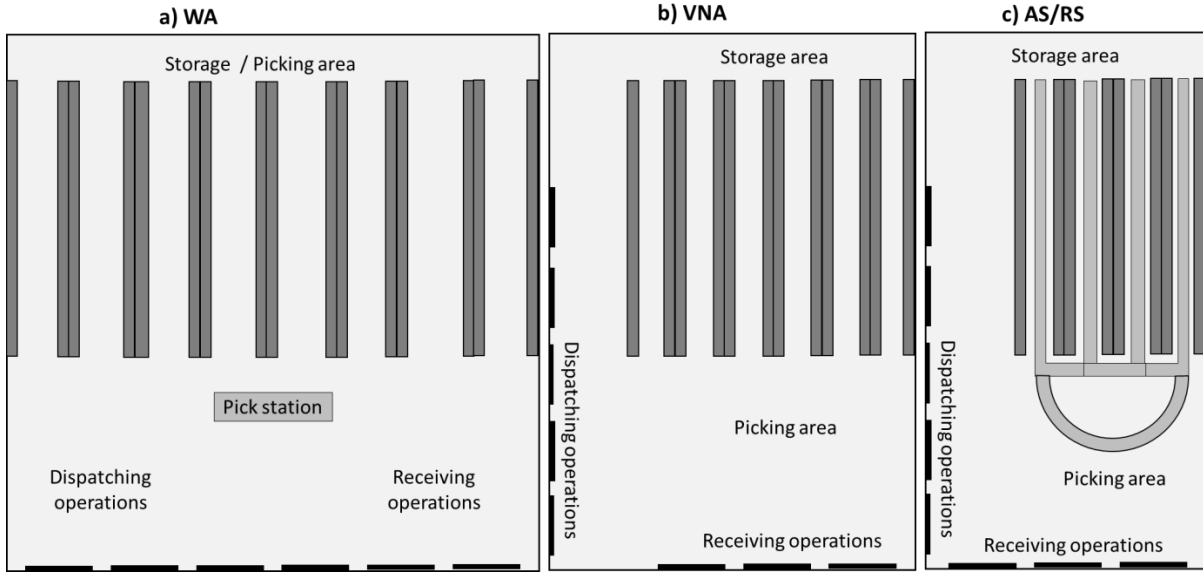 a) WA
Storage / Picking area
Pick station
Dispatching
operations
Receiving
operations
b) VNA
Storage area
Dispatching operations
Picking area
Receiving operations
c) AS/RS
Storage area
Dispatching operations
Picking area
Receiving operations